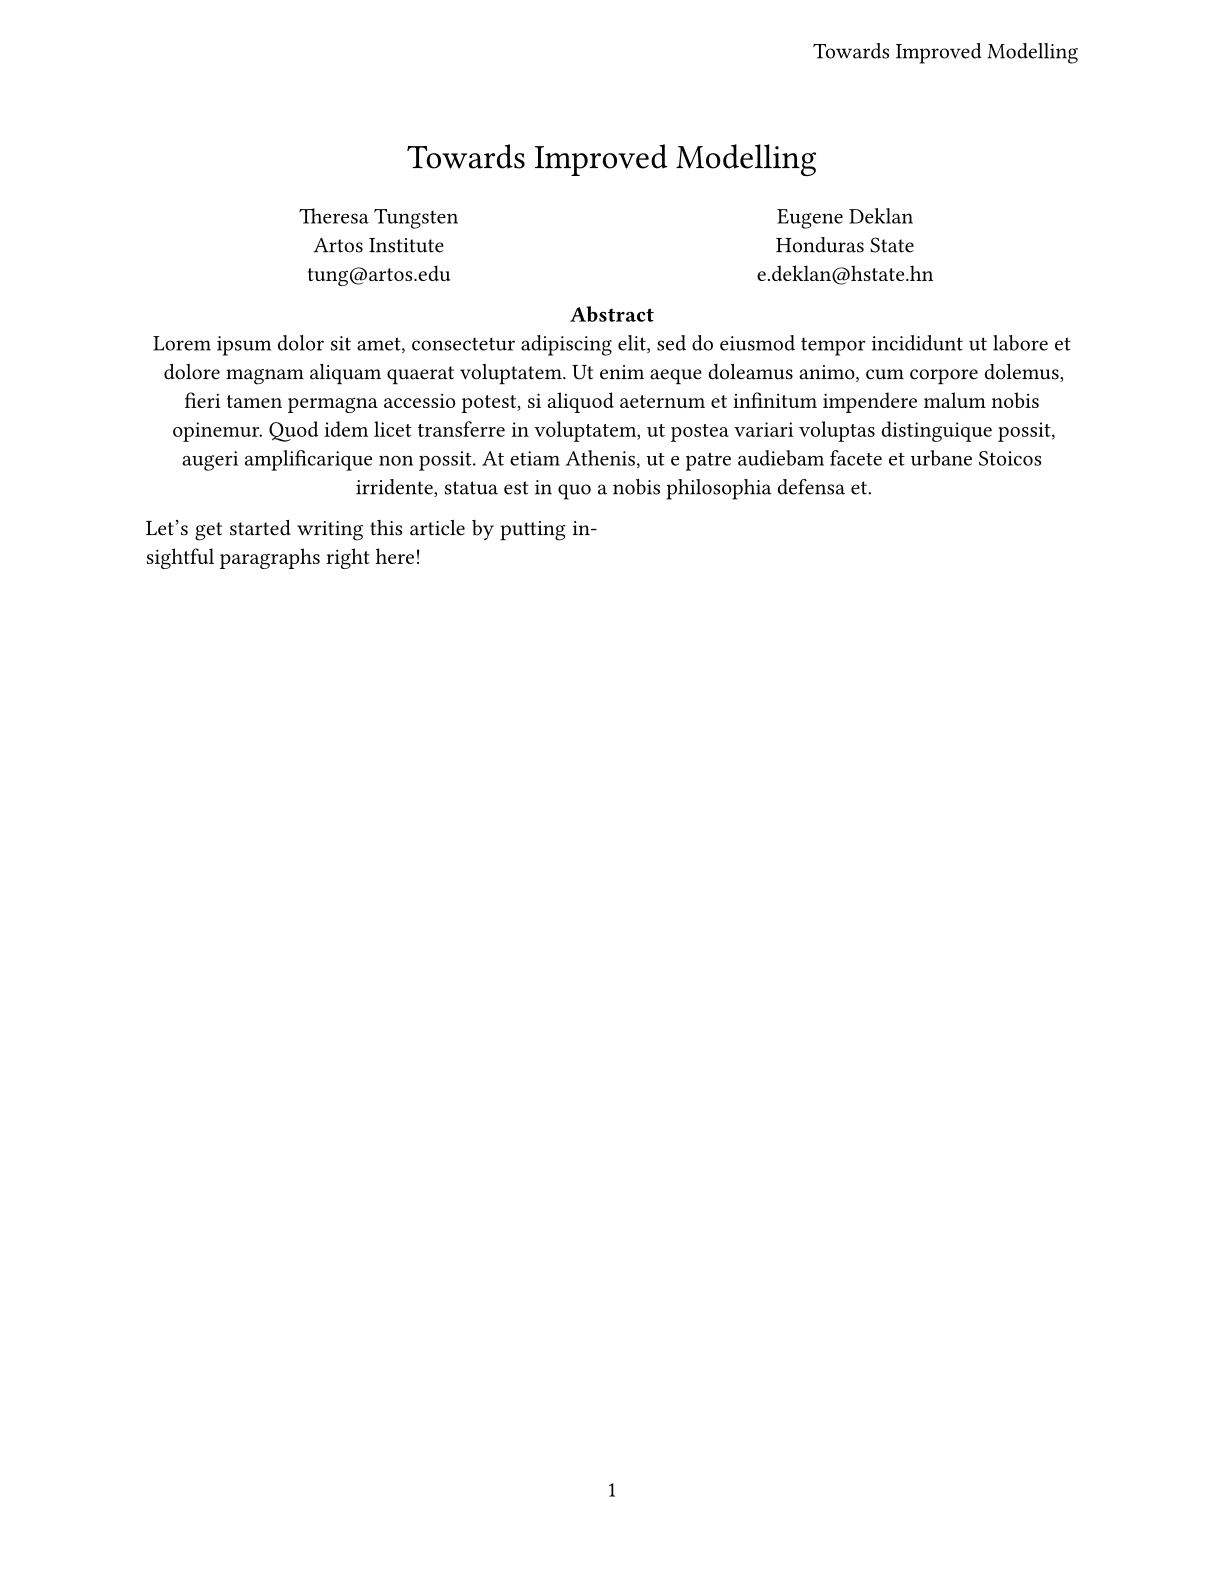 Towards Improved Modelling
Towards Improved Modelling
Theresa Tungsten
Artos Institute
tung@artos.edu
Eugene Deklan
Honduras State
e.deklan@hstate.hn
Abstract
Lorem ipsum dolor sit amet, consectetur adipiscing elit, sed do eiusmod tempor incididunt ut labore et
dolore magnam aliquam quaerat voluptatem. Ut enim aeque doleamus animo, cum corpore dolemus,
fieri tamen permagna accessio potest, si aliquod aeternum et infinitum impendere malum nobis
opinemur. Quod idem licet transferre in voluptatem, ut postea variari voluptas distinguique possit,
augeri amplificarique non possit. At etiam Athenis, ut e patre audiebam facete et urbane Stoicos
irridente, statua est in quo a nobis philosophia defensa et.
Let’s get started writing this article by putting in-
sightful paragraphs right here!
1